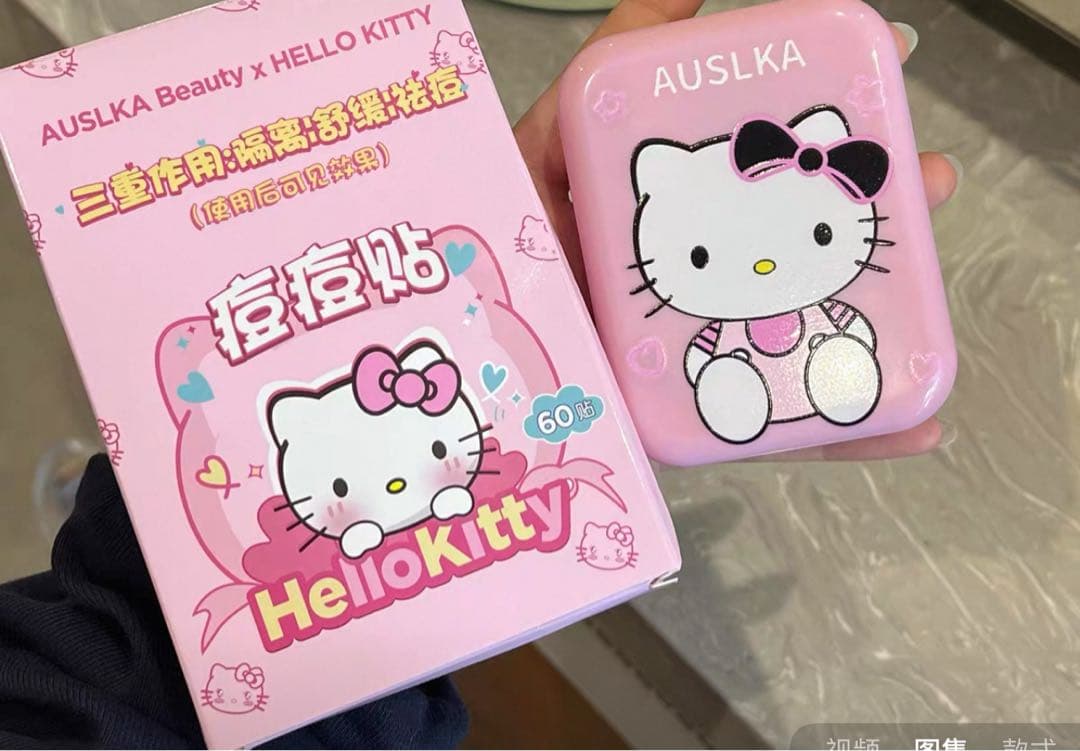 AUSLKA Beauty x HELLO KITTY
三重作用:隔离·舒缓·祛痘
(使用后可见效果)
痘痘贴
60贴
HelloKitty
AUSLKA
视频 图集 款式